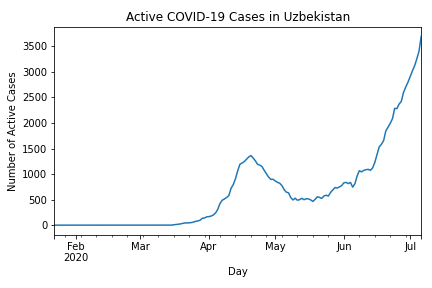 Active COVID-19 Cases in Uzbekistan
Number of Active Cases
3500
3000
2500
2000
1500
1000
500
0
Feb
2020
Mar
Apr
May
Jun
Jul
Day